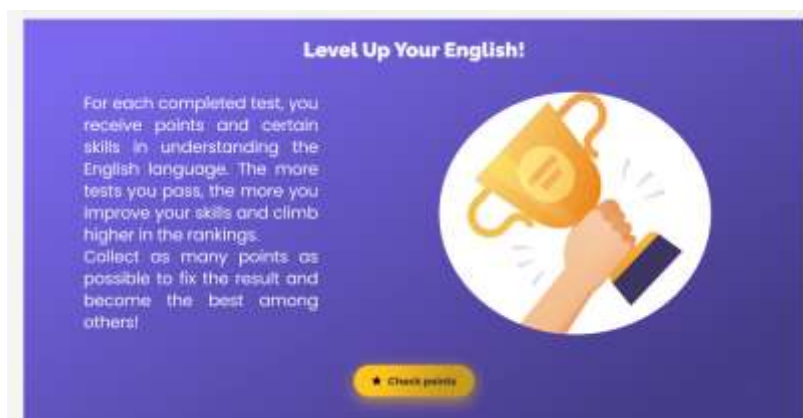 Level Up Your English!
For each completed test, you
receive points and certain
skills in understanding the
English language. The more
tests you pass, the more you
improve your skills and climb
higher in the rankings.
Collect as many points as
possible to fix the result and
become the best among
others!
Check points